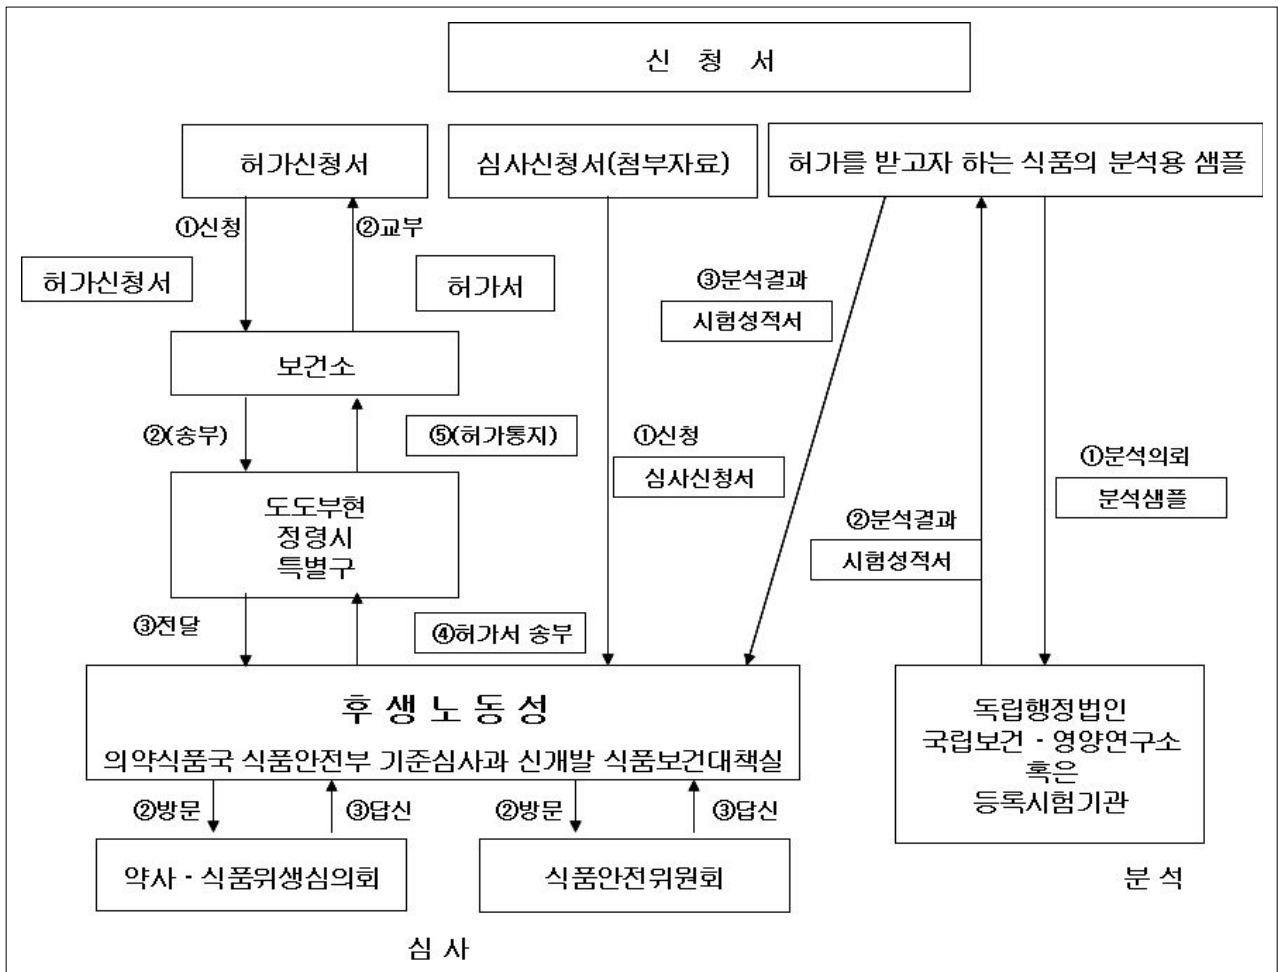 신 청 서
허가신청서
심사신청서(첨부자료)
허가를 받고자 하는 식품의 분석용 샘플
①신청
②교부
허가신청서
허가서
③분석결과
시험성적서
보건소
②(송부)
⑤(허가통지)
①신청
심사신청서
①분석의뢰
분석샘플
도도부현
정령시
특별구
②분석결과
시험성적서
③전달
④허가서 송부
후 생 노 동 성
의약식품국 식품안전부 기준심사과 신개발 식품보건대책실
독립행정법인
국립보건 - 영양연구소
혹은
등록시험기관
②방문
③답신
②방문
③답신
약사 - 식품위생심의회
식품안전위원회
분 석
심 사